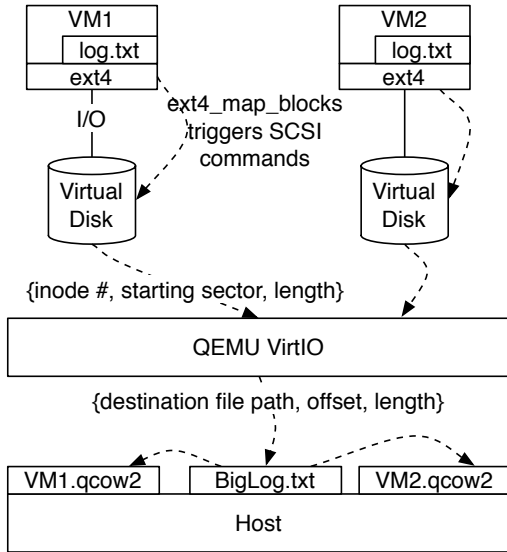 VM1
log.txt
ext4
VM2
log.txt
ext4
I/O
ext4_map_blocks
triggers SCSI
commands
Virtual
Disk
Virtual
Disk
{inode #, starting sector, length}
QEMU VirtIO
{destination file path, offset, length}
VM1.qcow2
BigLog.txt
VM2.qcow2
Host